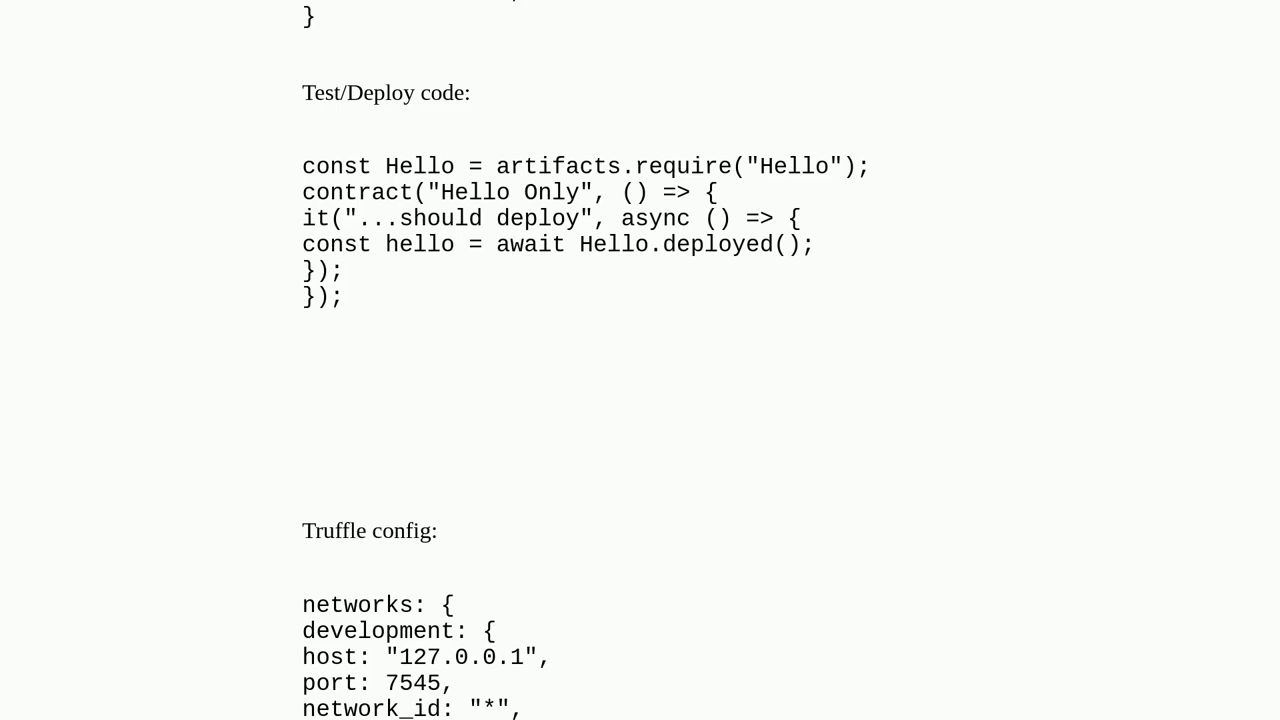 }
Test/Deploy code:
const Hello = artifacts.require("Hello");
contract("Hello Only", () => {
it("...should deploy", async () => {
const hello = await Hello.deployed();
});
});
Truffle config:
networks: {
development: {
host: "127.0.0.1",
port: 7545,
network_id: "*",